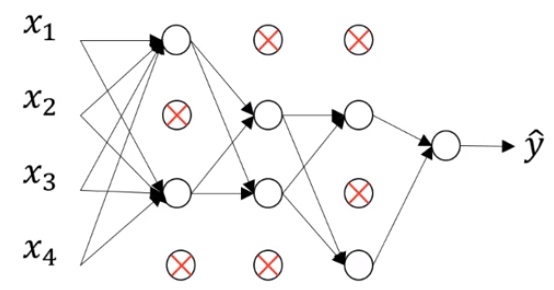 x₁
x₂
ŷ
x₃
x₄